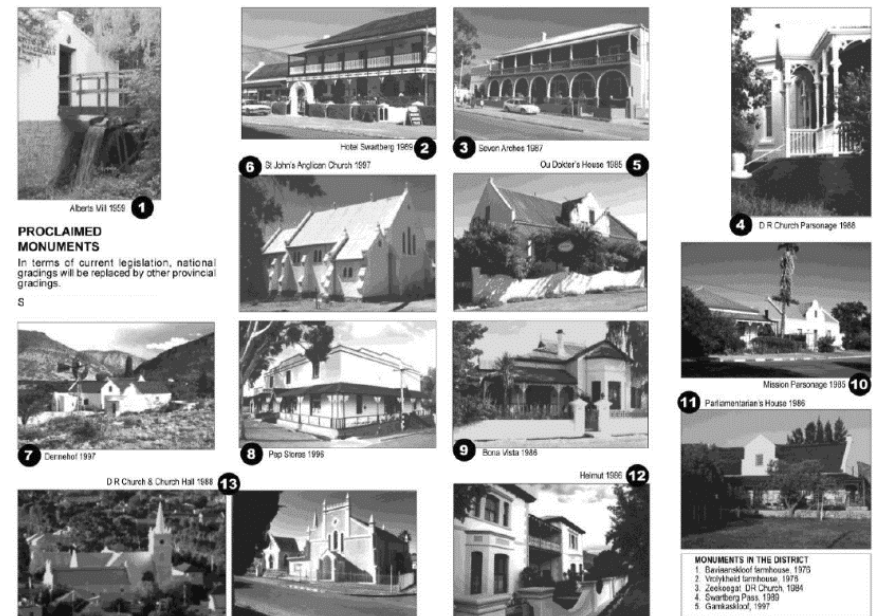 Alberts Mill 1959 1
PROCLAIMED
MONUMENTS
In terms of current legislation, national
gradings will be replaced by other provincial
gradings.
S
Hotel Swartberg 1989 2
3 Seven Arches 1987
4 D R Church Parsonage 1988
6 St John's Anglican Church 1997
Ou Dokter's House 1985 5
7 Dennehof 1997
8 Pep Stores 1996
9 Bona Vista 1986
Mission Parsonage 1985 10
11 Parliamentarian's House 1986
Helmut 1986 12
D R Church & Church Hall 1988 13
MONUMENTS IN THE DISTRICT
1. Baviaanskloof farmhouse, 1976
2. Vrolykheid farmhouse, 1976
3. Zeekoegat DR Church, 1984
4. Swartberg Pass, 1989
5. Gamkaskloof, 1997